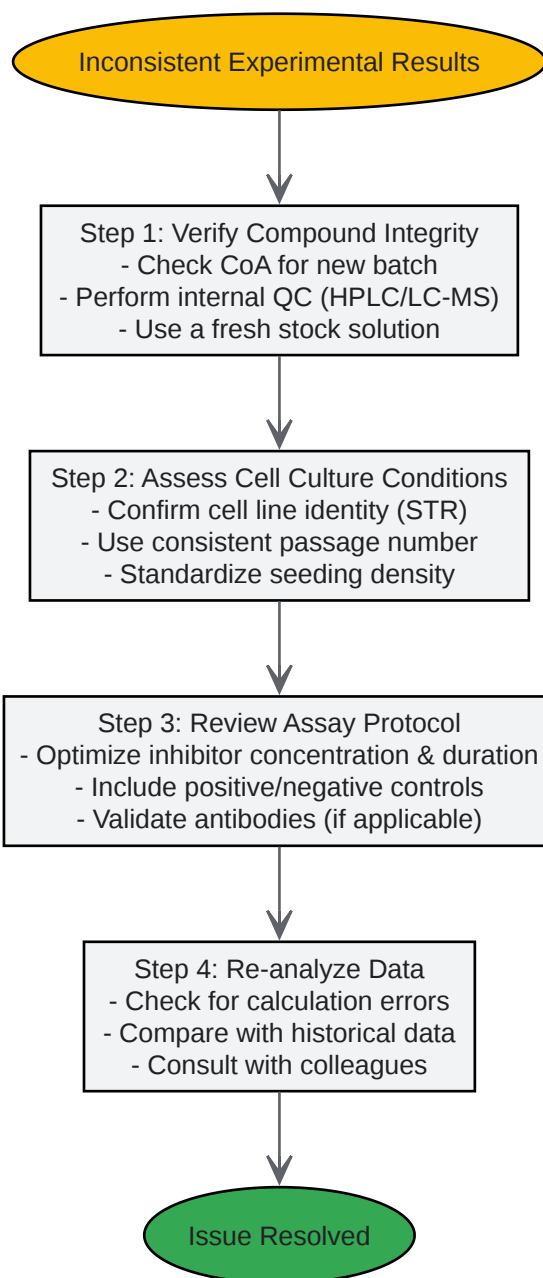 Inconsistent Experimental Results
Step 1: Verify Compound Integrity
- Check CoA for new batch
- Perform internal QC (HPLC/LC-MS)
- Use a fresh stock solution
Step 2: Assess Cell Culture Conditions
- Confirm cell line identity (STR)
- Use consistent passage number
- Standardize seeding density
Step 3: Review Assay Protocol
- Optimize inhibitor concentration & duration
- Include positive/negative controls
- Validate antibodies (if applicable)
Step 4: Re-analyze Data
- Check for calculation errors
- Compare with historical data
- Consult with colleagues
Issue Resolved